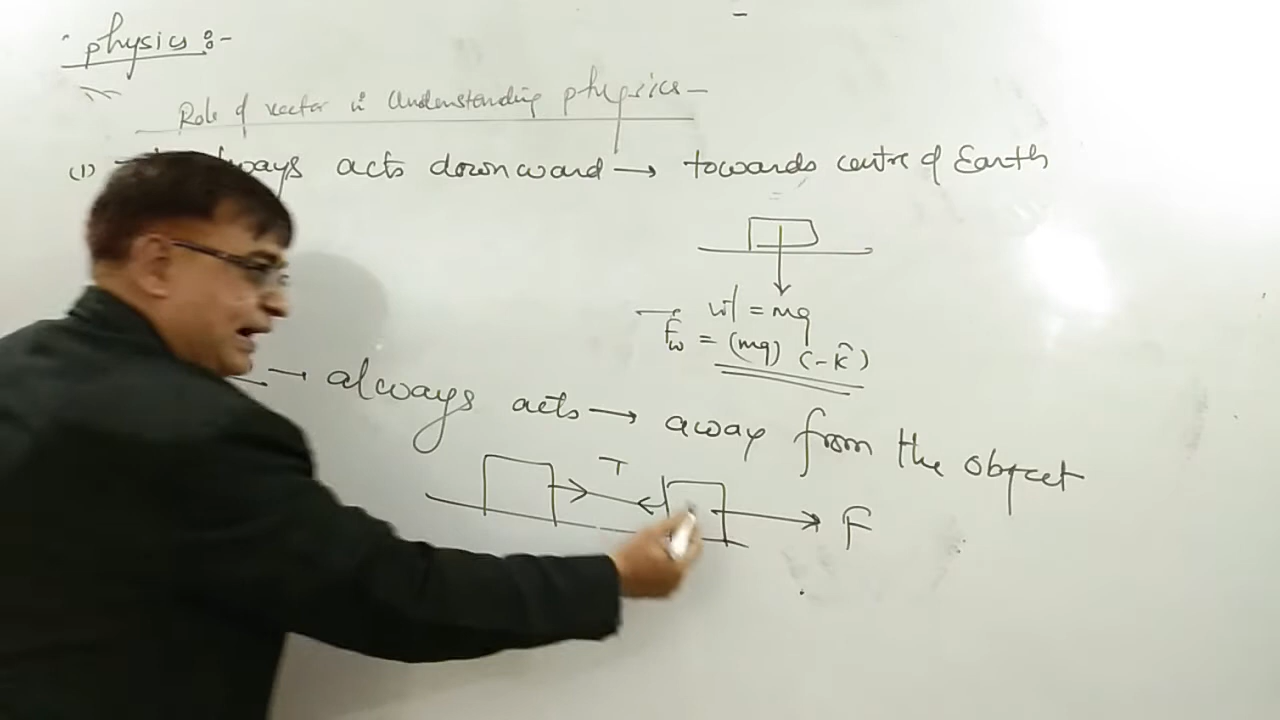 physics :-
Role of vector in Understanding physics -
(1) always acts downward → towards centre of Earth
wt = mg
F⃗w = (mg) (-k̂)
→ always acts → away from the object
T
F